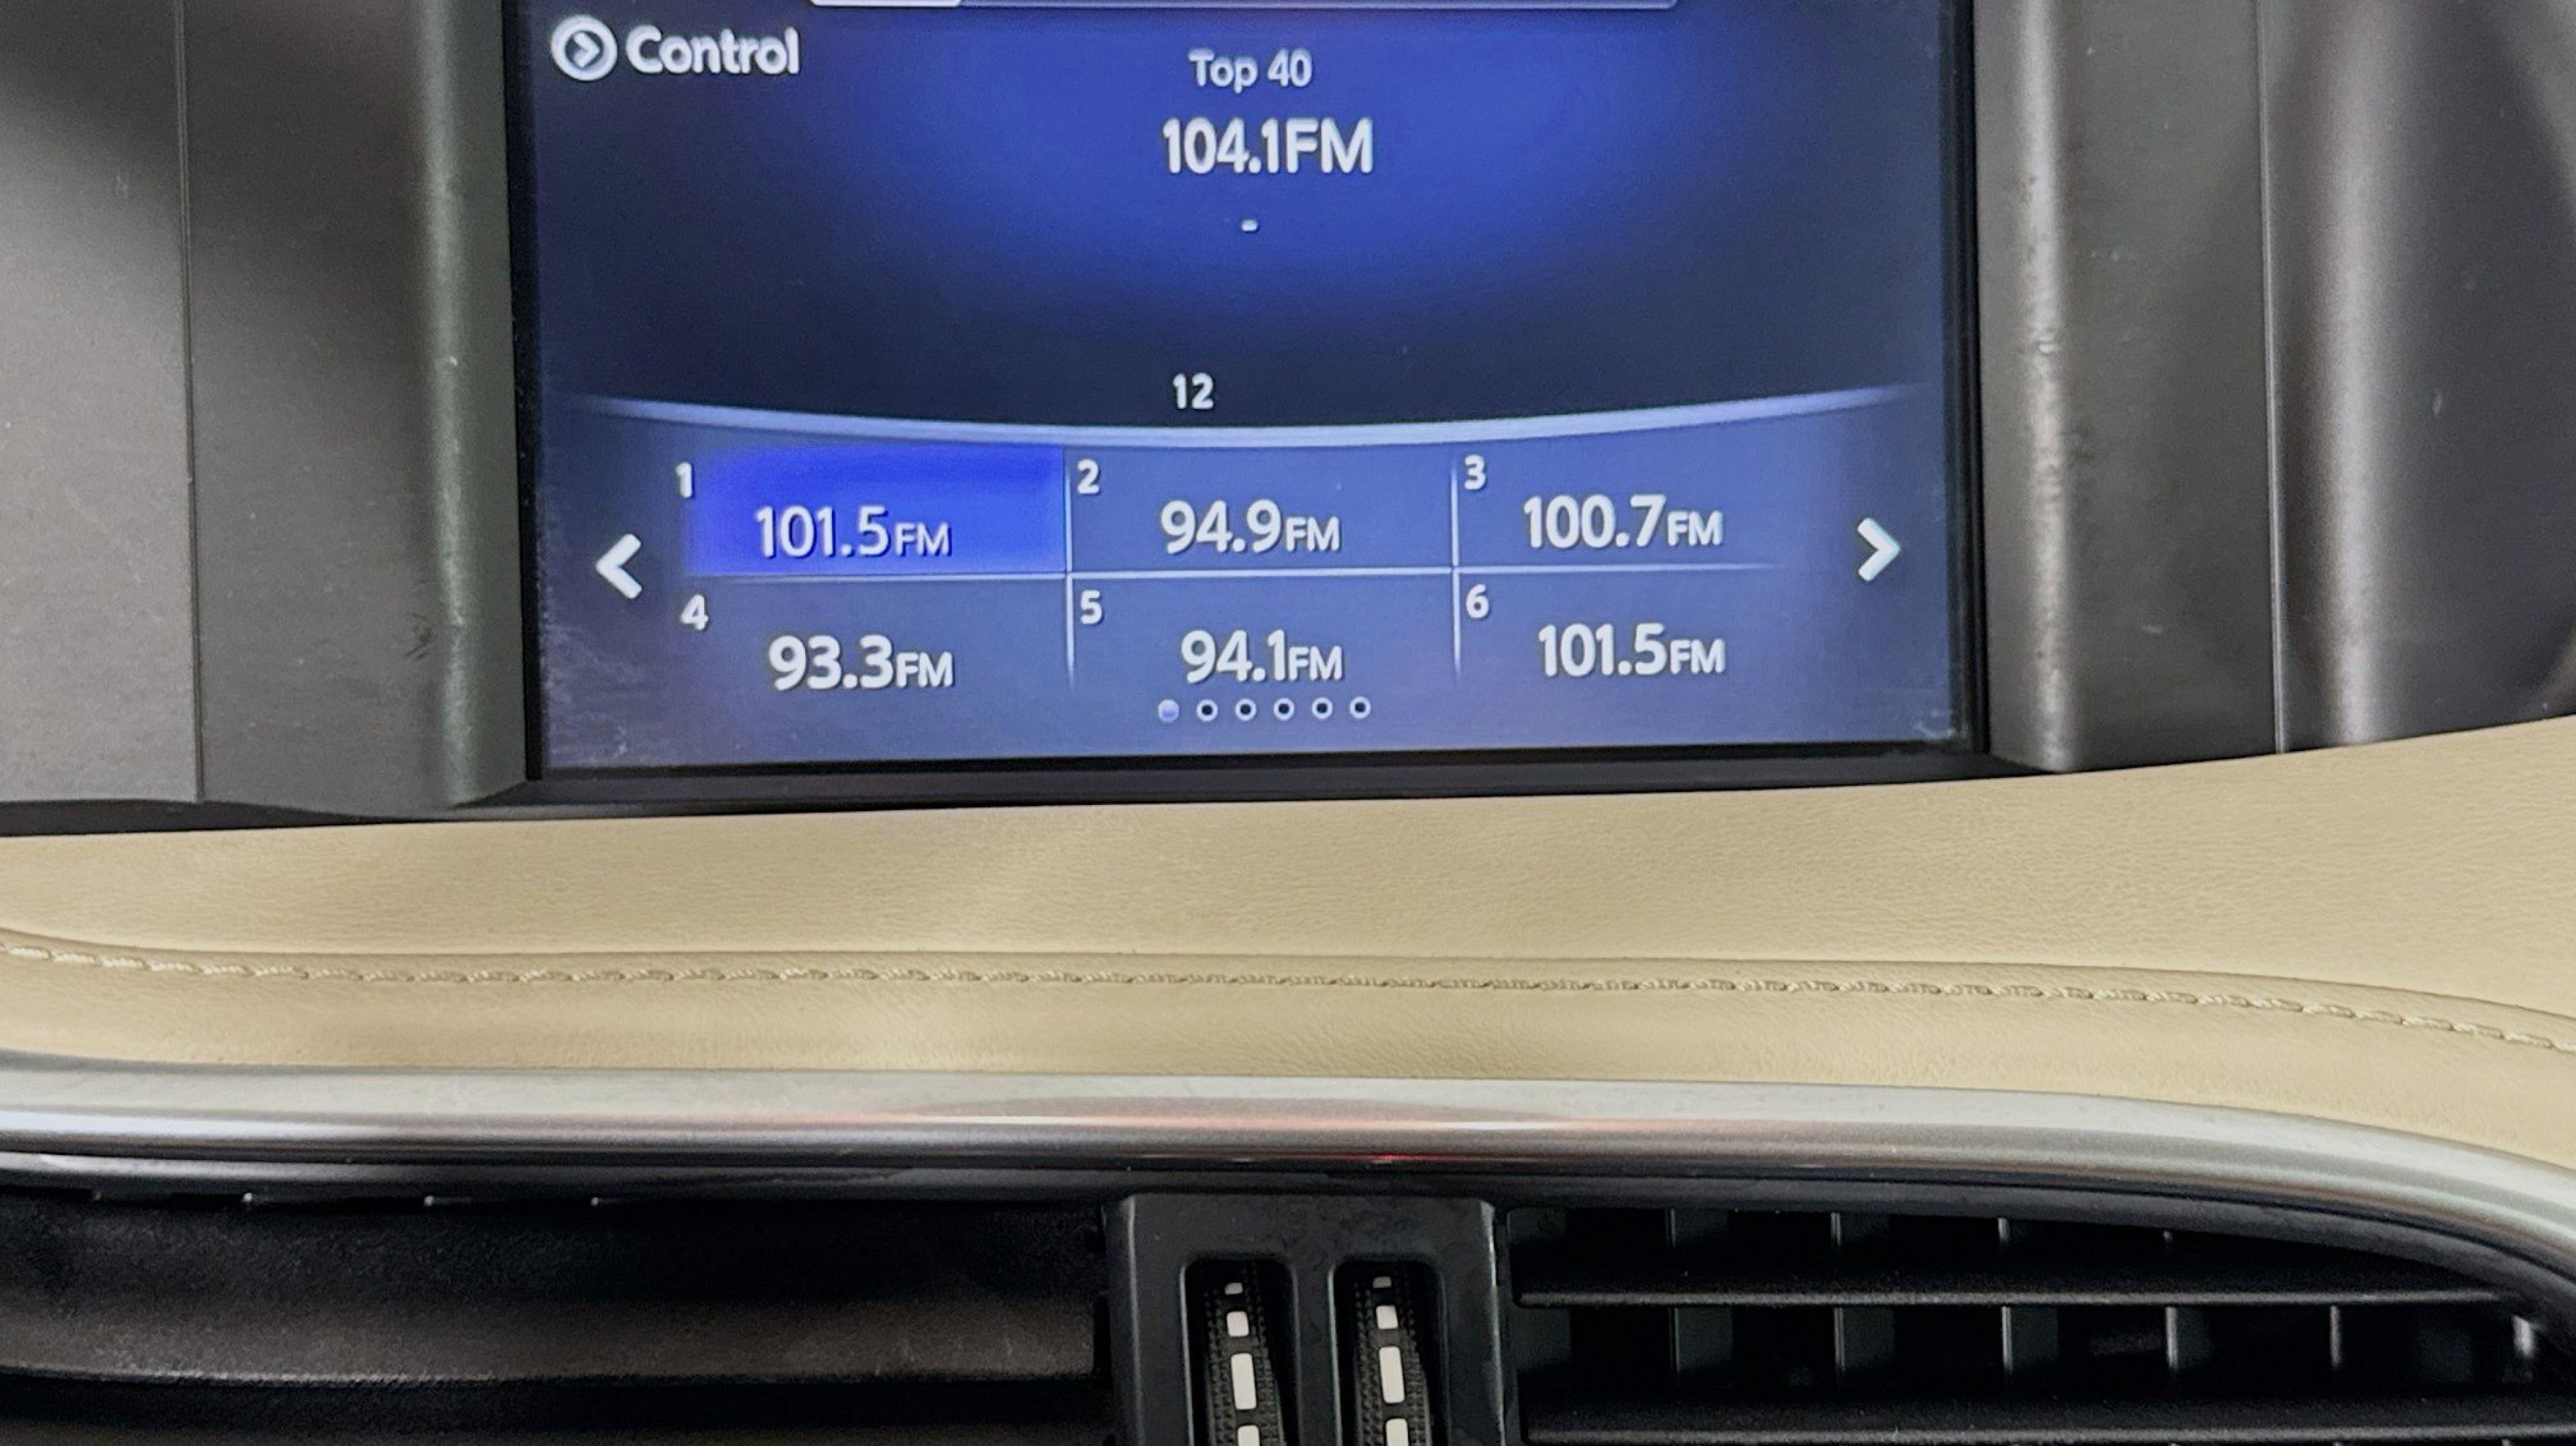 Control
Top 40
104.1FM
-
12
1 101.5FM
2 94.9FM
3 100.7FM
4 93.3FM
5 94.1FM
6 101.5FM